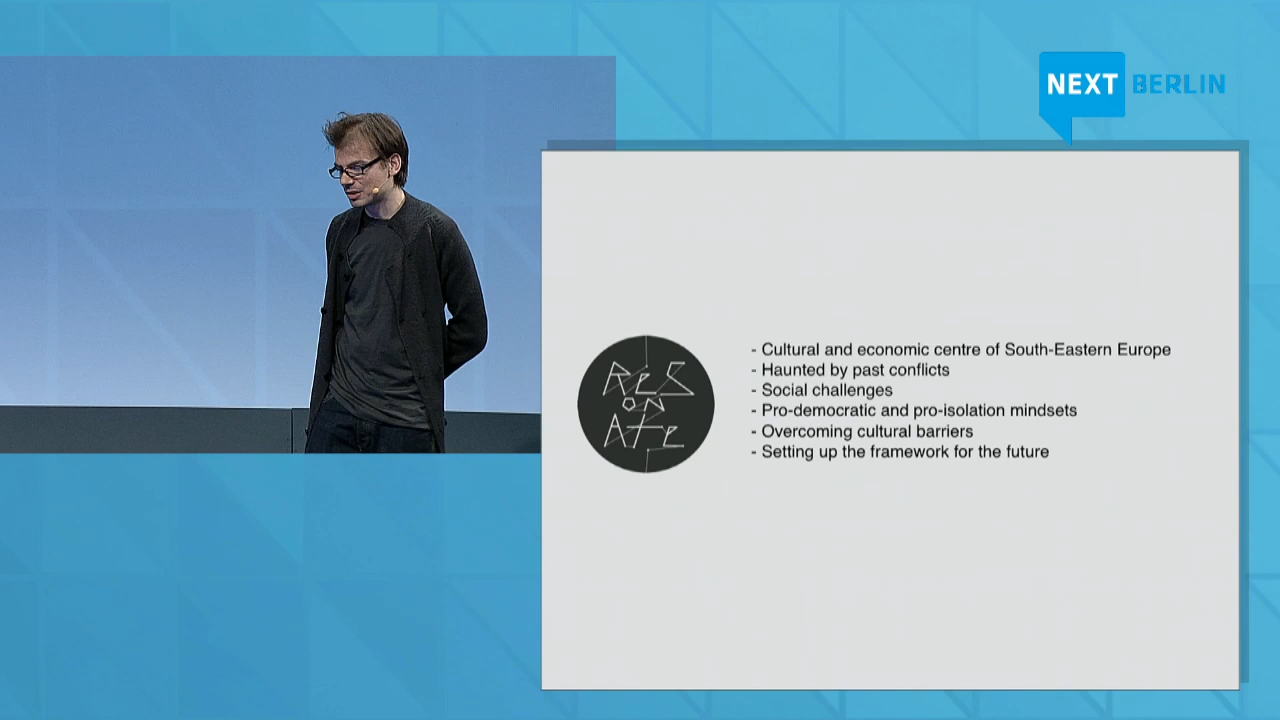 NEXT BERLIN
ReS
oN
Ate
- Cultural and economic centre of South-Eastern Europe
- Haunted by past conflicts
- Social challenges
- Pro-democratic and pro-isolation mindsets
- Overcoming cultural barriers
- Setting up the framework for the future